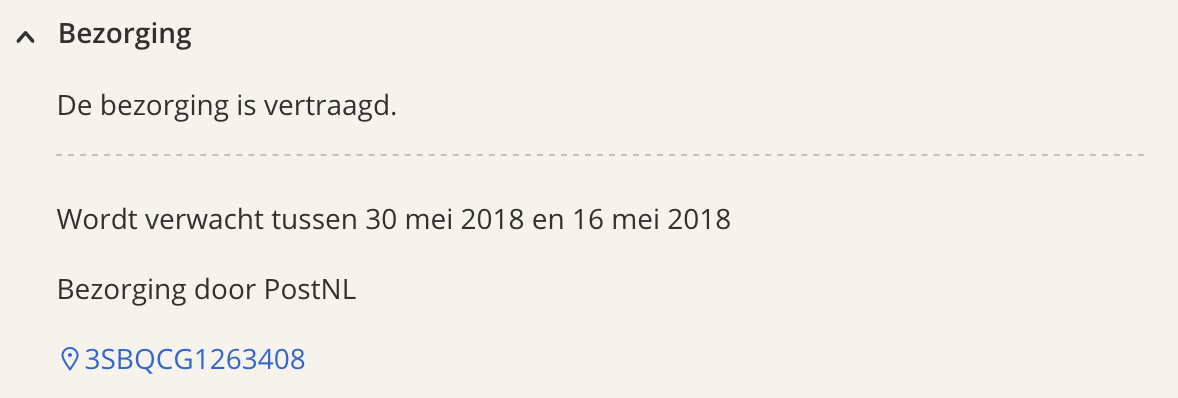 Bezorging
De bezorging is vertraagd.
Wordt verwacht tussen 30 mei 2018 en 16 mei 2018
Bezorging door PostNL
3SBQCG1263408